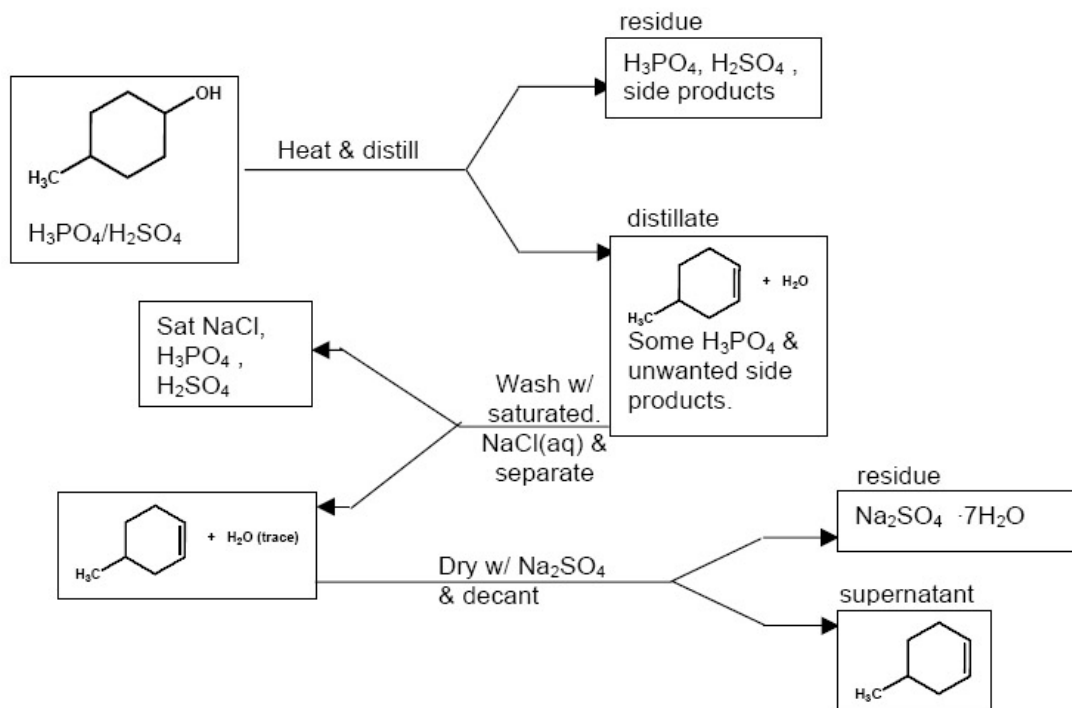 residue
H₃PO₄, H₂SO₄ ,
side products
OH
H₃C
H₃PO₄/H₂SO₄
Heat & distill
distillate
+ H₂O
H₃C
Some H₃PO₄ &
unwanted side
products.
Sat NaCl,
H₃PO₄ ,
H₂SO₄
Wash w/
saturated.
NaCl(aq) &
separate
+ H₂O (trace)
H₃C
Dry w/ Na₂SO₄
& decant
residue
Na₂SO₄ ·7H₂O
supernatant
H₃C